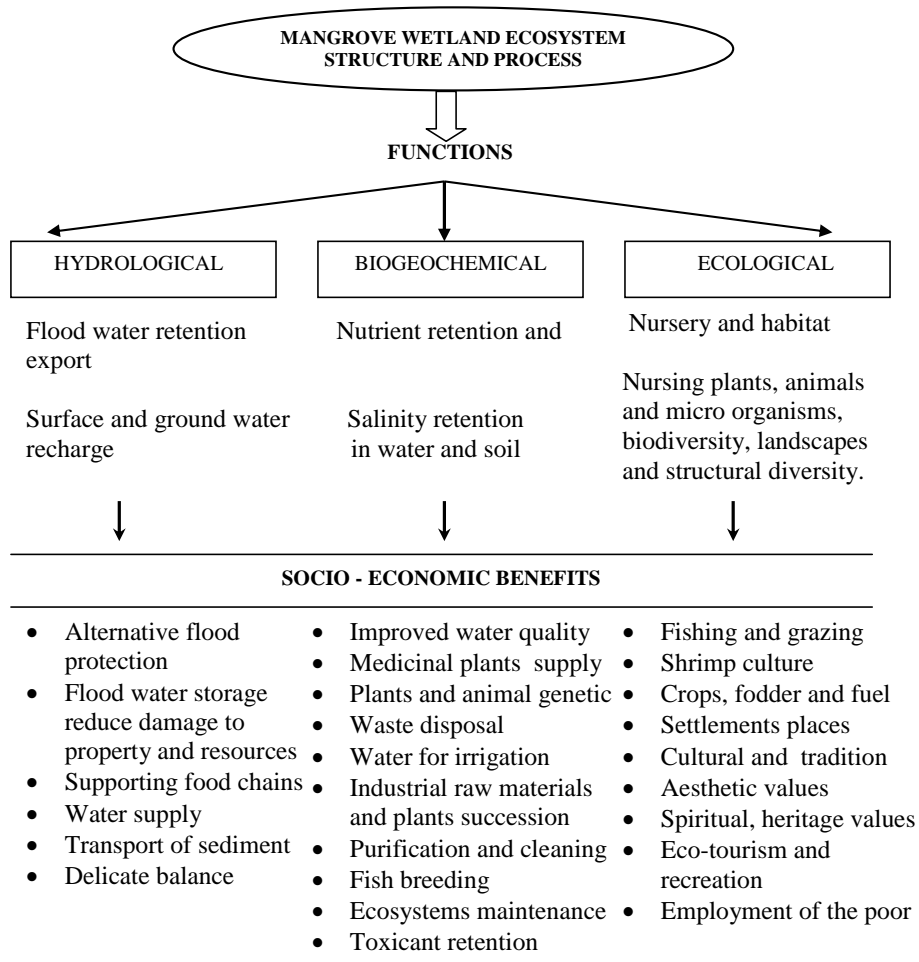 MANGROVE WETLAND ECOSYSTEM
STRUCTURE AND PROCESS
FUNCTIONS
HYDROLOGICAL
Flood water retention
export
Surface and ground water
recharge
BIOGEOCHEMICAL
Nutrient retention and
Salinity retention
in water and soil
ECOLOGICAL
Nursery and habitat
Nursing plants, animals
and micro organisms,
biodiversity, landscapes
and structural diversity.
SOCIO - ECONOMIC BENEFITS
• Alternative flood
protection
• Flood water storage
reduce damage to
property and resources
• Supporting food chains
• Water supply
• Transport of sediment
• Delicate balance
• Improved water quality
• Medicinal plants supply
• Plants and animal genetic
• Waste disposal
• Water for irrigation
• Industrial raw materials
and plants succession
• Purification and cleaning
• Fish breeding
• Ecosystems maintenance
• Toxicant retention
• Fishing and grazing
• Shrimp culture
• Crops, fodder and fuel
• Settlements places
• Cultural and tradition
• Aesthetic values
• Spiritual, heritage values
• Eco-tourism and
recreation
• Employment of the poor